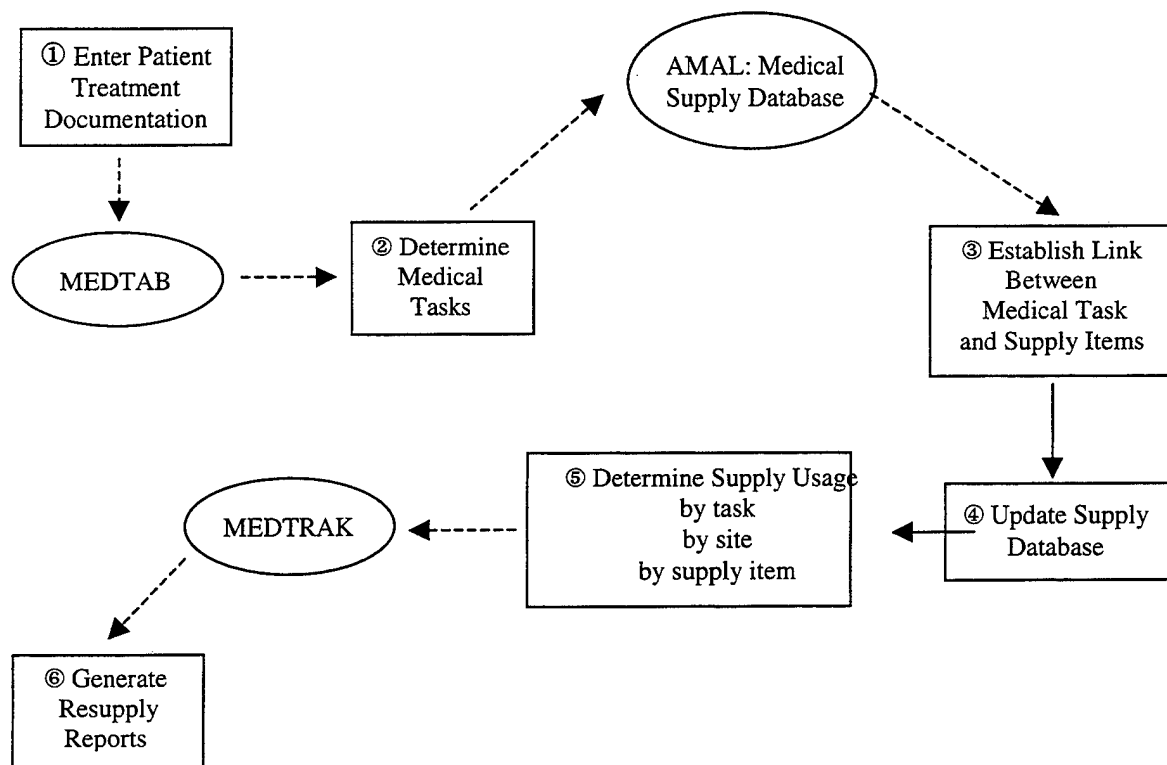 ① Enter Patient
Treatment
Documentation
AMAL: Medical
Supply Database
MEDTAB
② Determine
Medical
Tasks
③ Establish Link
Between
Medical Task
and Supply Items
④ Update Supply
Database
⑤ Determine Supply Usage
by task
by site
by supply item
MEDTRAK
⑥ Generate
Resupply
Reports